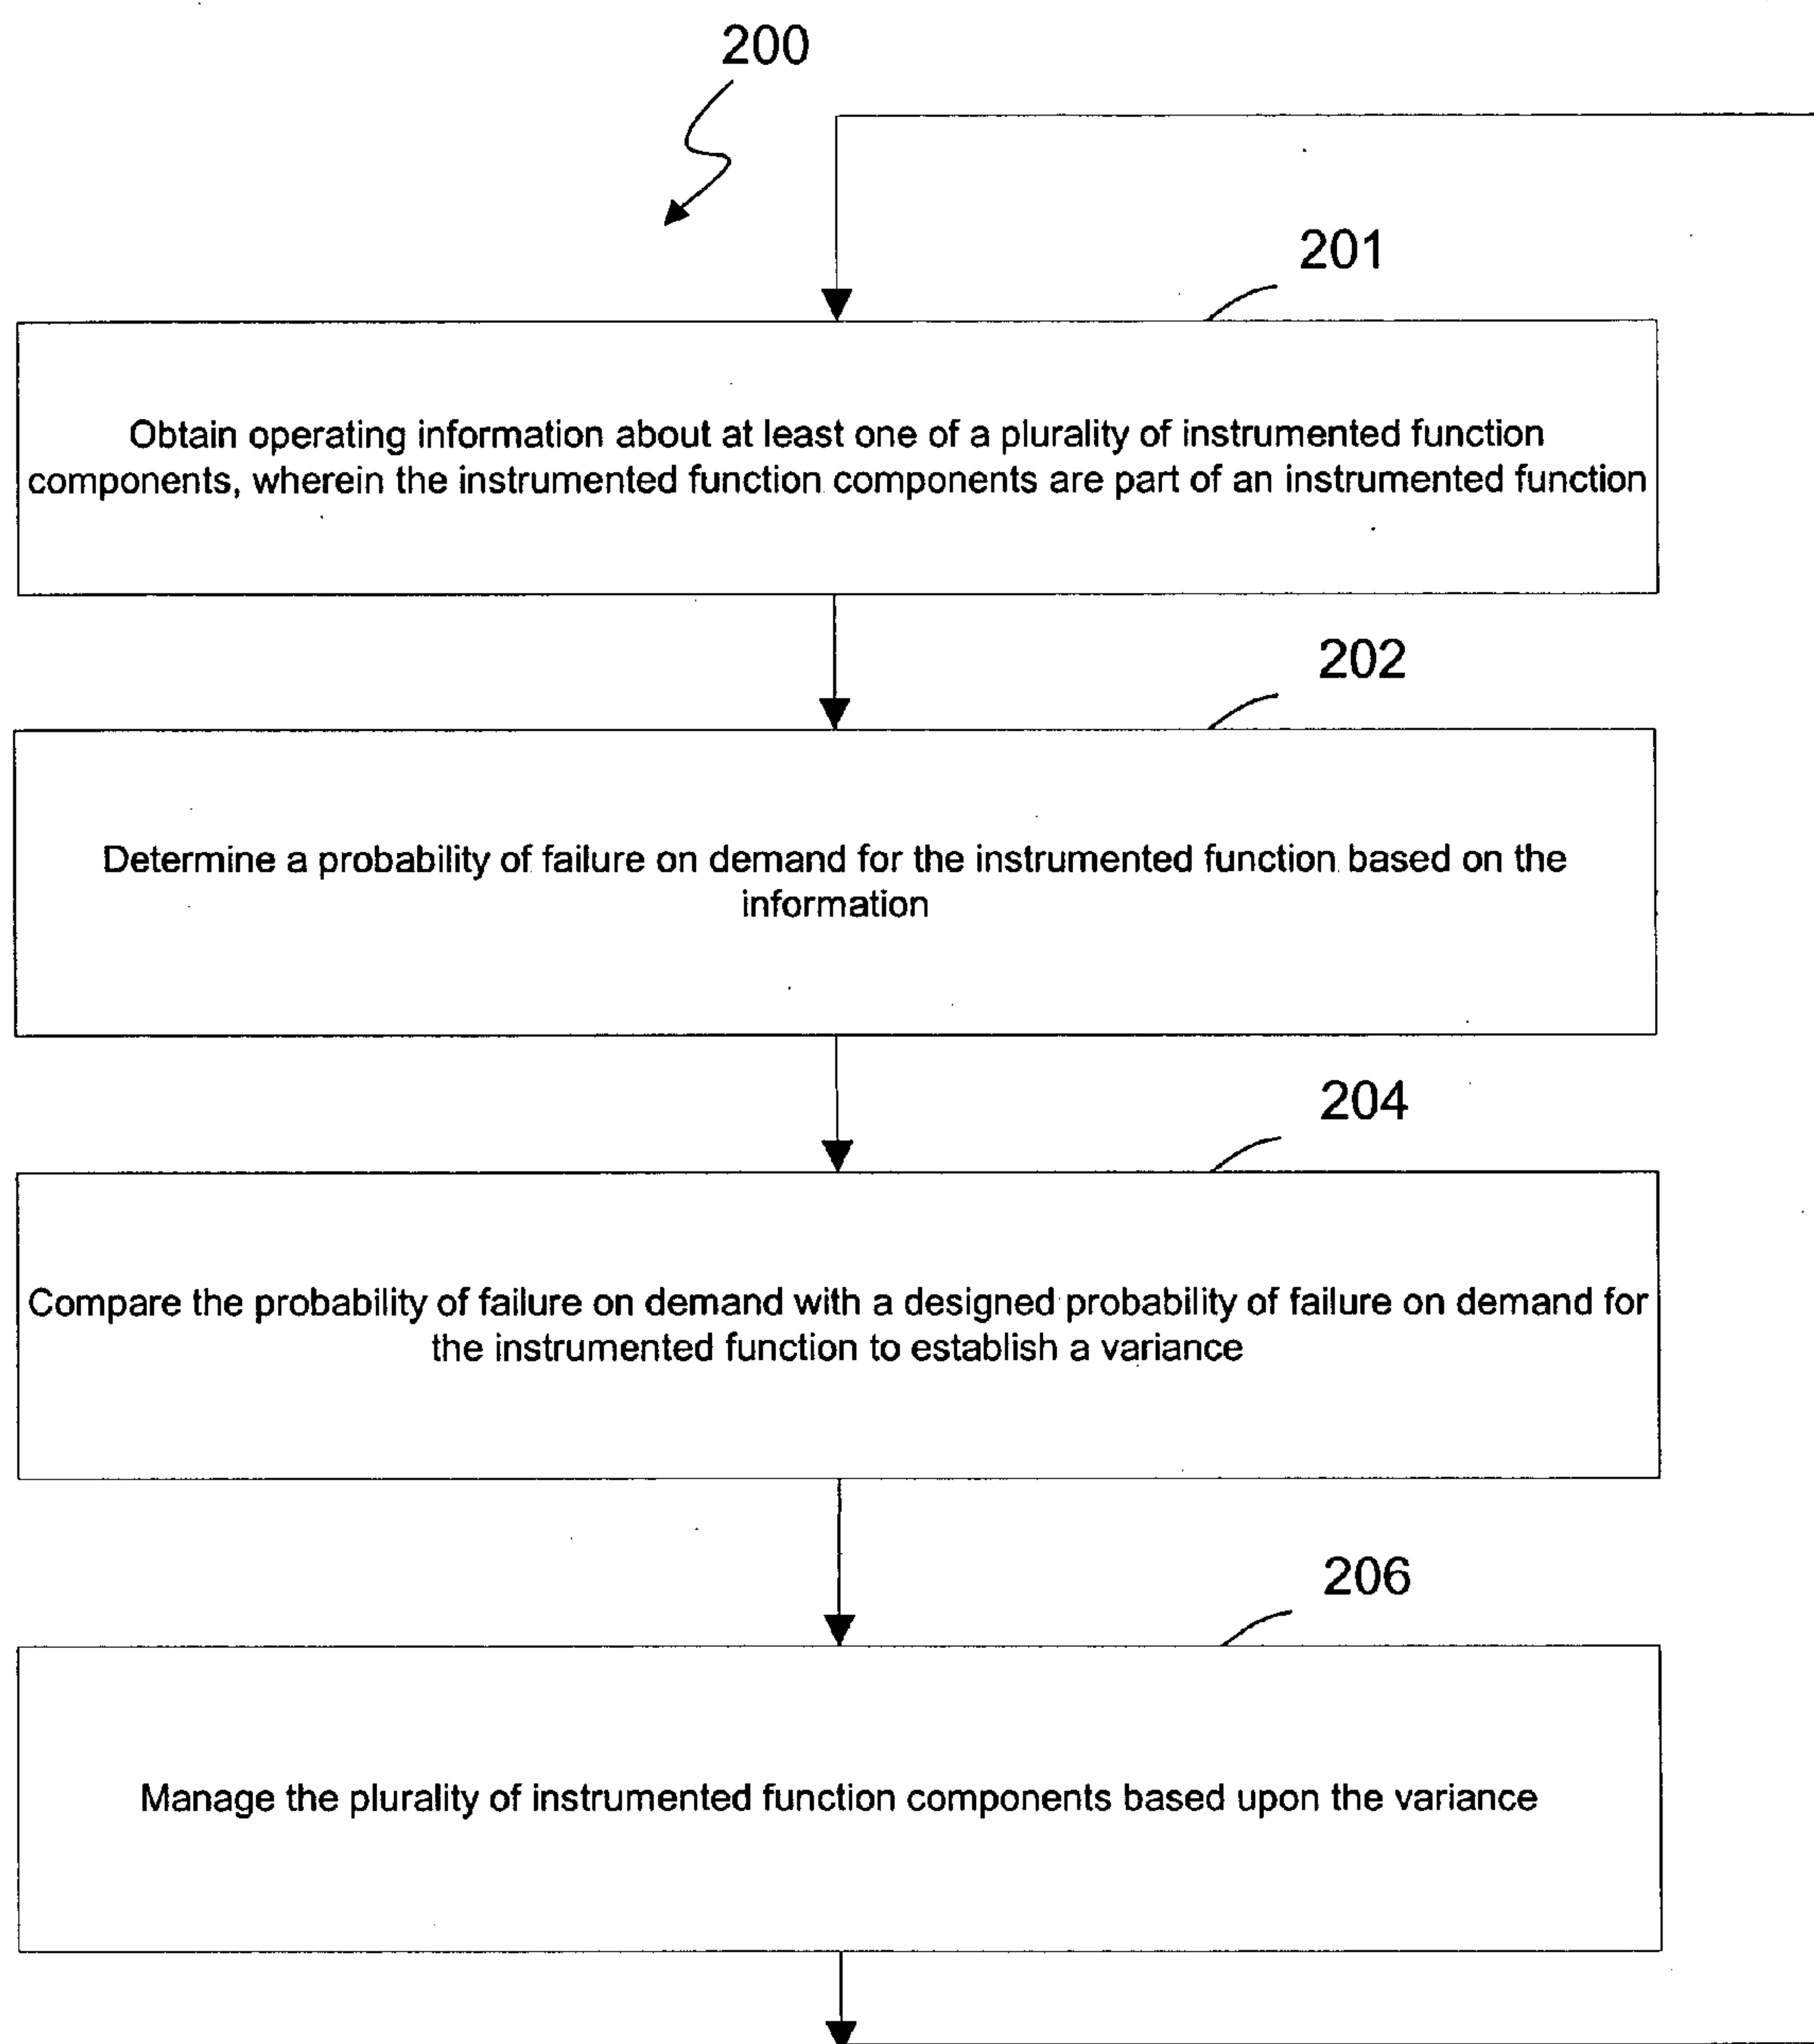 200
201
Obtain operating information about at least one of a plurality of instrumented function
components, wherein the instrumented function components are part of an instrumented function
202
Determine a probability of failure on demand for the instrumented function based on the
information
204
Compare the probability of failure on demand with a designed probability of failure on demand for
the instrumented function to establish a variance
206
Manage the plurality of instrumented function components based upon the variance